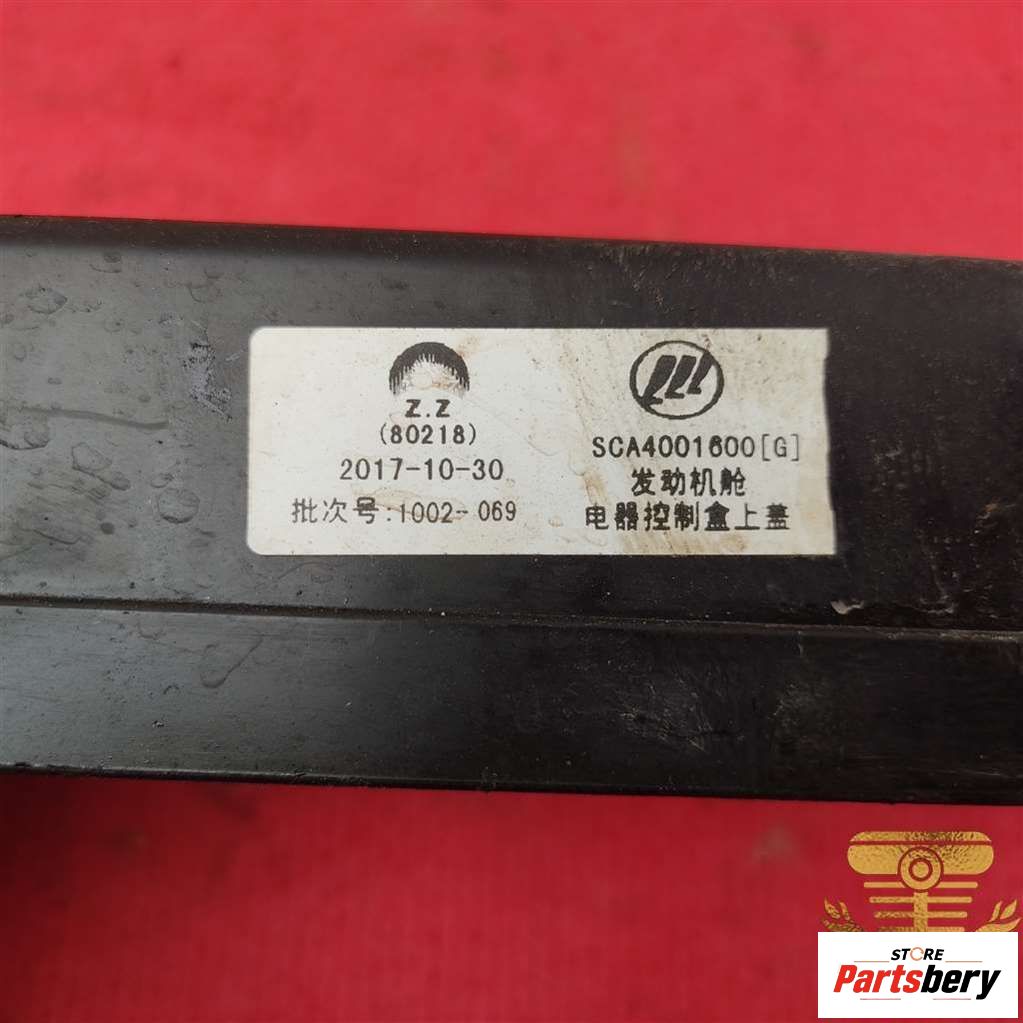 Z.Z
(80218)
2017-10-30
批次号:1002-069
SCA4001600[G]
发动机舱
电器控制盒上盖
STORE
Partsbery